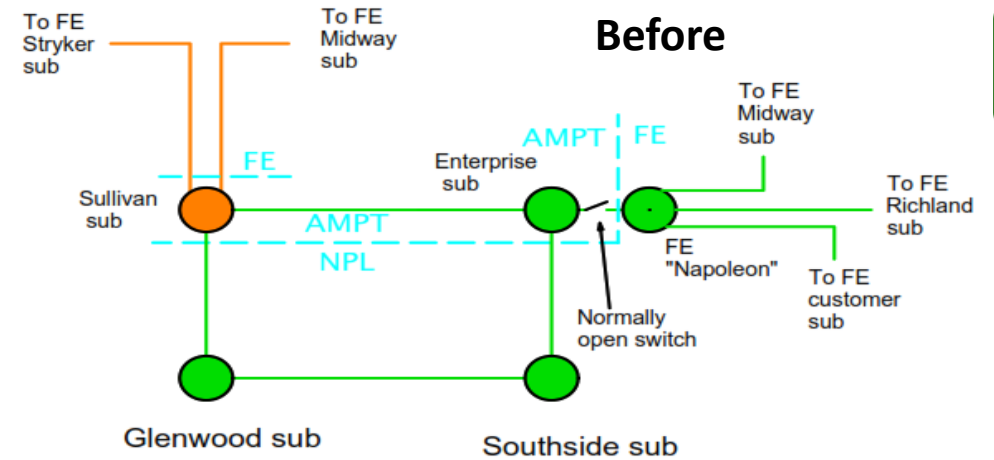 Before
To FE
Stryker
sub
To FE
Midway
sub
To FE
Midway
sub
AMPT
FE
FE
Enterprise
sub
To FE
Richland
sub
Sullivan
sub
AMPT
NPL
FE
"Napoleon"
To FE
customer
sub
Normally
open switch
Glenwood sub
Southside sub